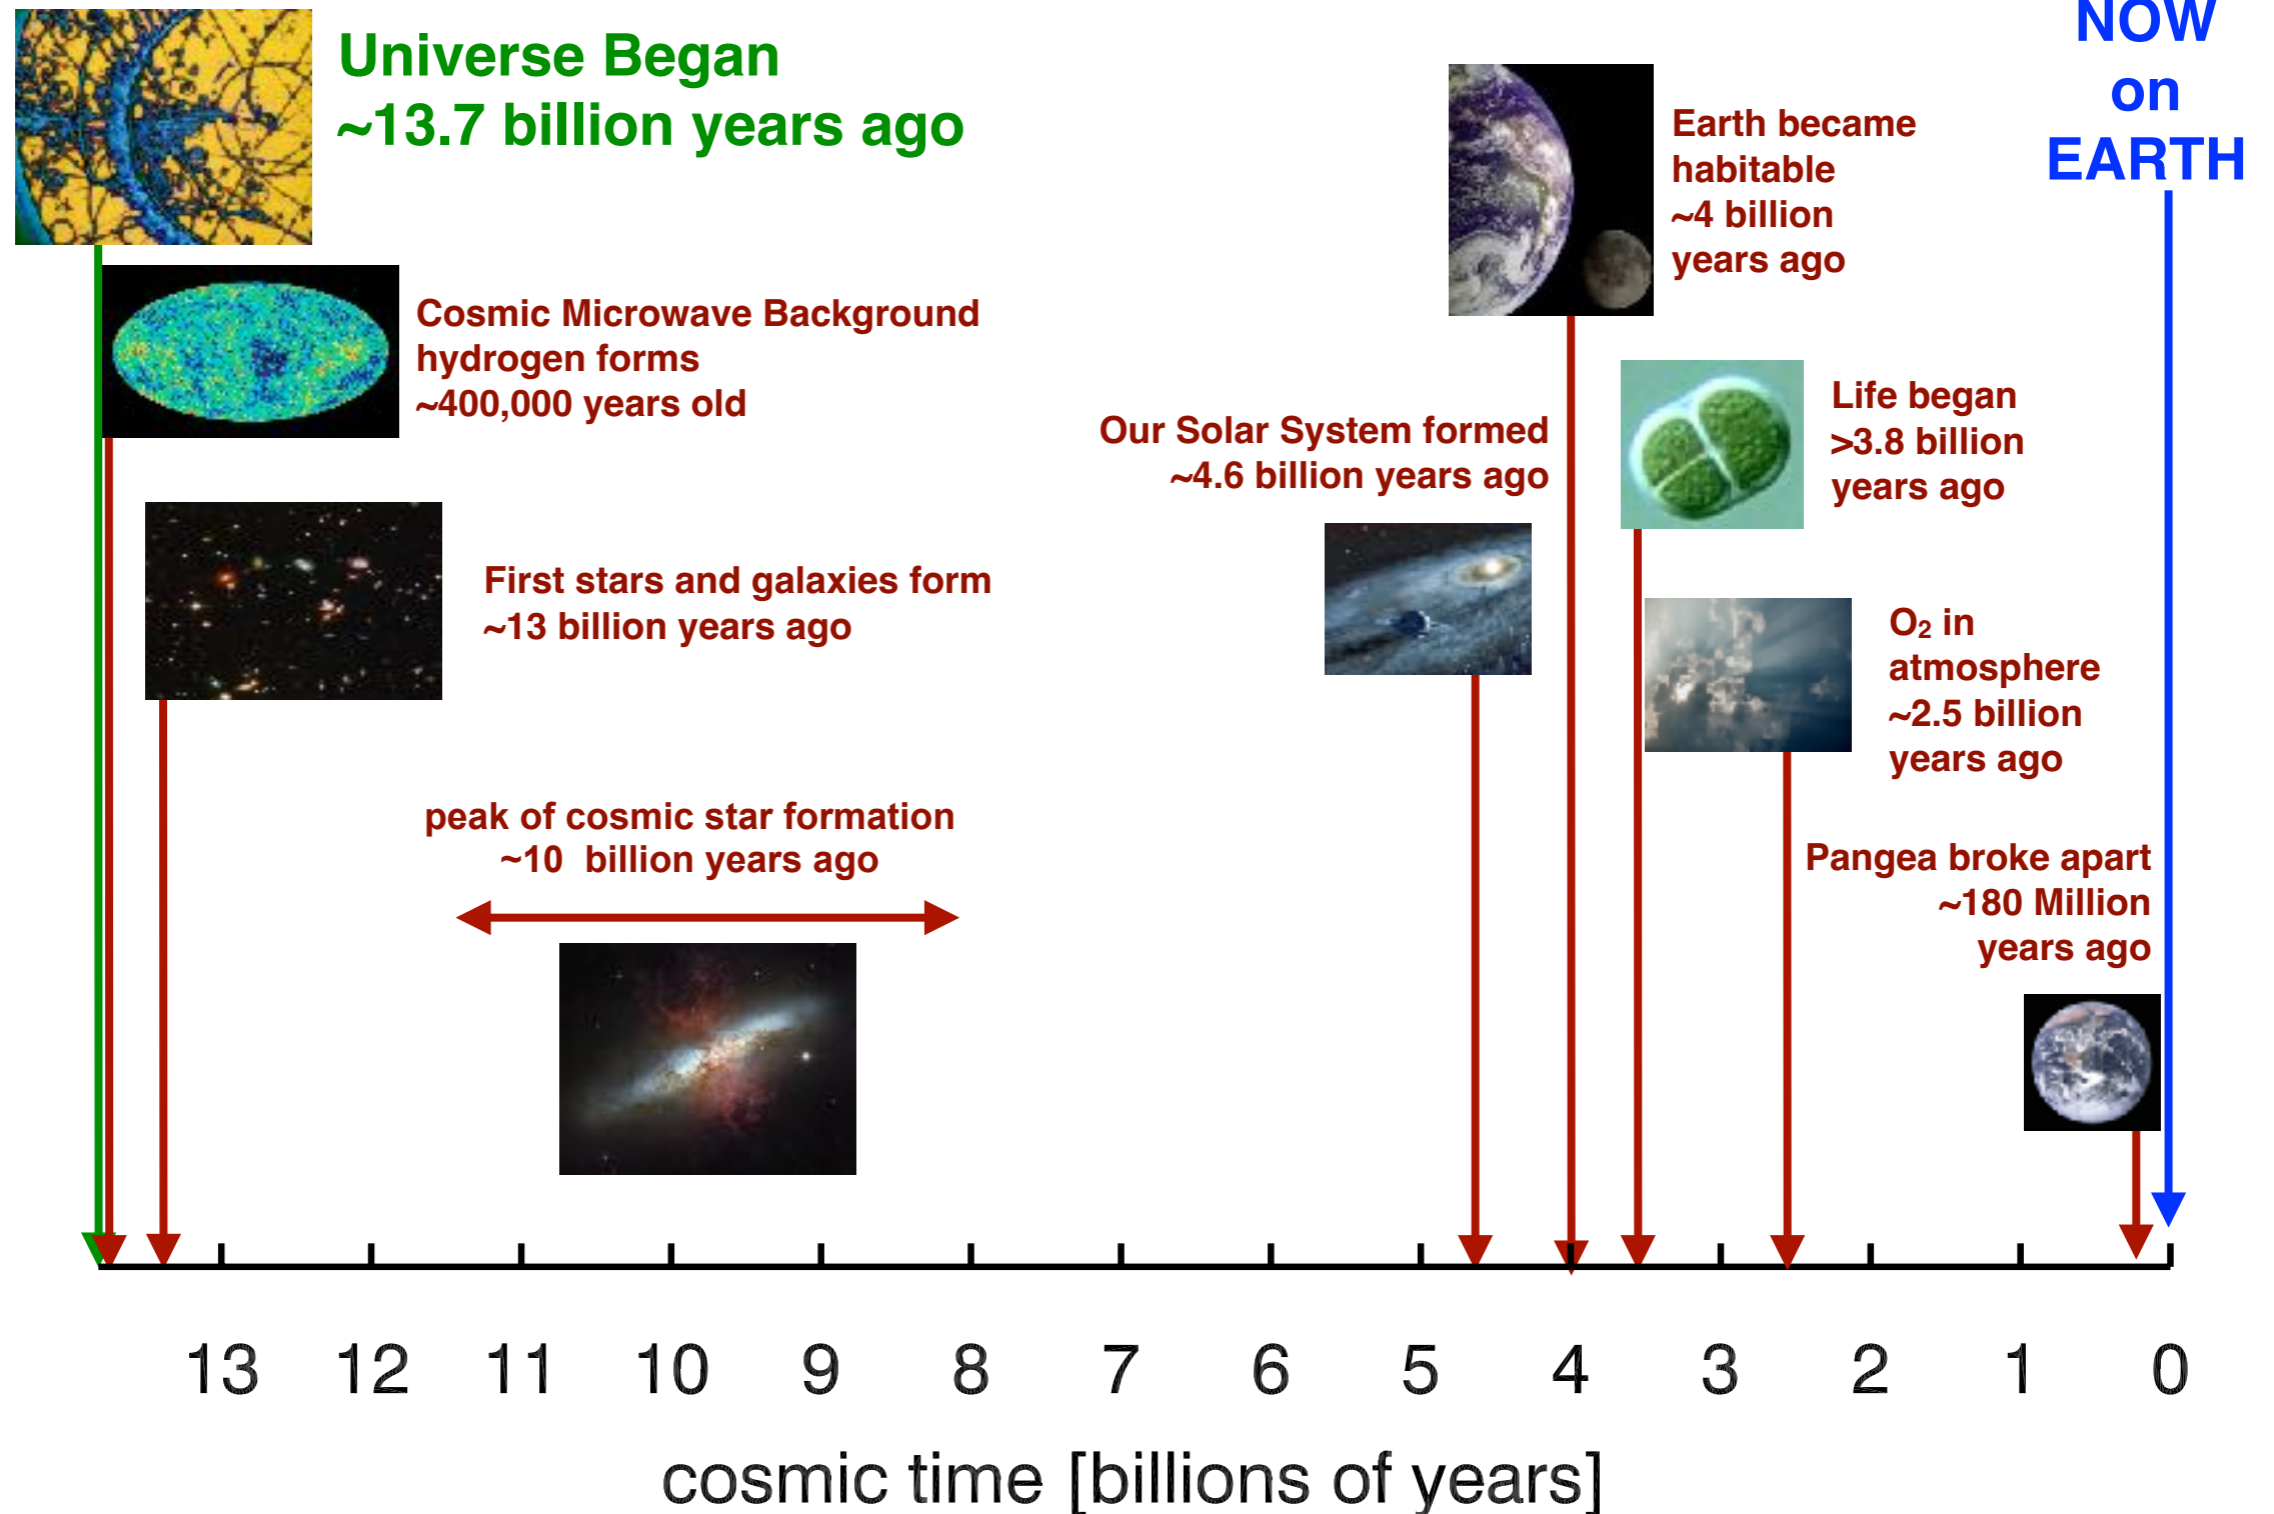 Universe Began
~13.7 billion years ago
NOW
on
EARTH
Earth became
habitable
~4 billion
years ago
Cosmic Microwave Background
hydrogen forms
~400,000 years old
Our Solar System formed
~4.6 billion years ago
Life began
>3.8 billion
years ago
First stars and galaxies form
~13 billion years ago
O₂ in
atmosphere
~2.5 billion
years ago
peak of cosmic star formation
~10 billion years ago
Pangea broke apart
~180 Million
years ago
13 12 11 10 9 8 7 6 5 4 3 2 1 0
cosmic time [billions of years]